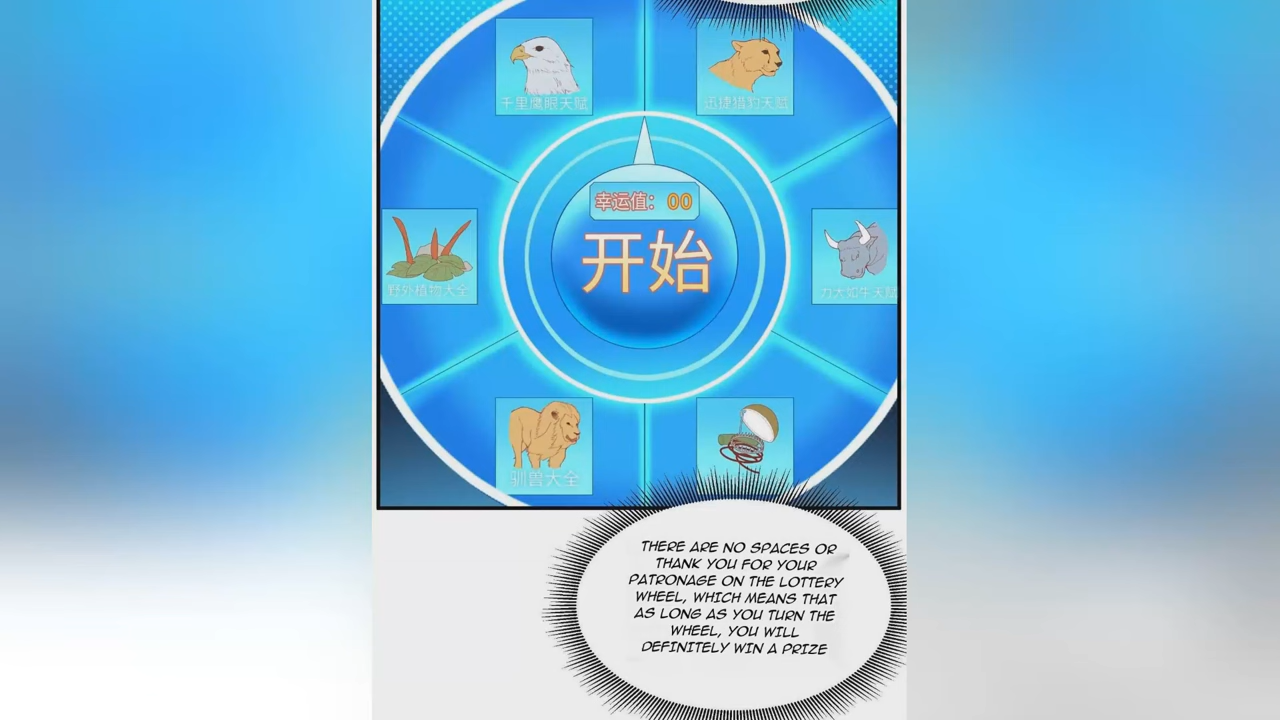 千里鹰眼天赋
迅捷猎豹天赋
幸运值：00
开始
野外植物大全
力大如牛天赋
驯兽大全
THERE ARE NO SPACES OR
THANK YOU FOR YOUR
PATRONAGE ON THE LOTTERY
WHEEL, WHICH MEANS THAT
AS LONG AS YOU TURN THE
WHEEL, YOU WILL
DEFINITELY WIN A PRIZE